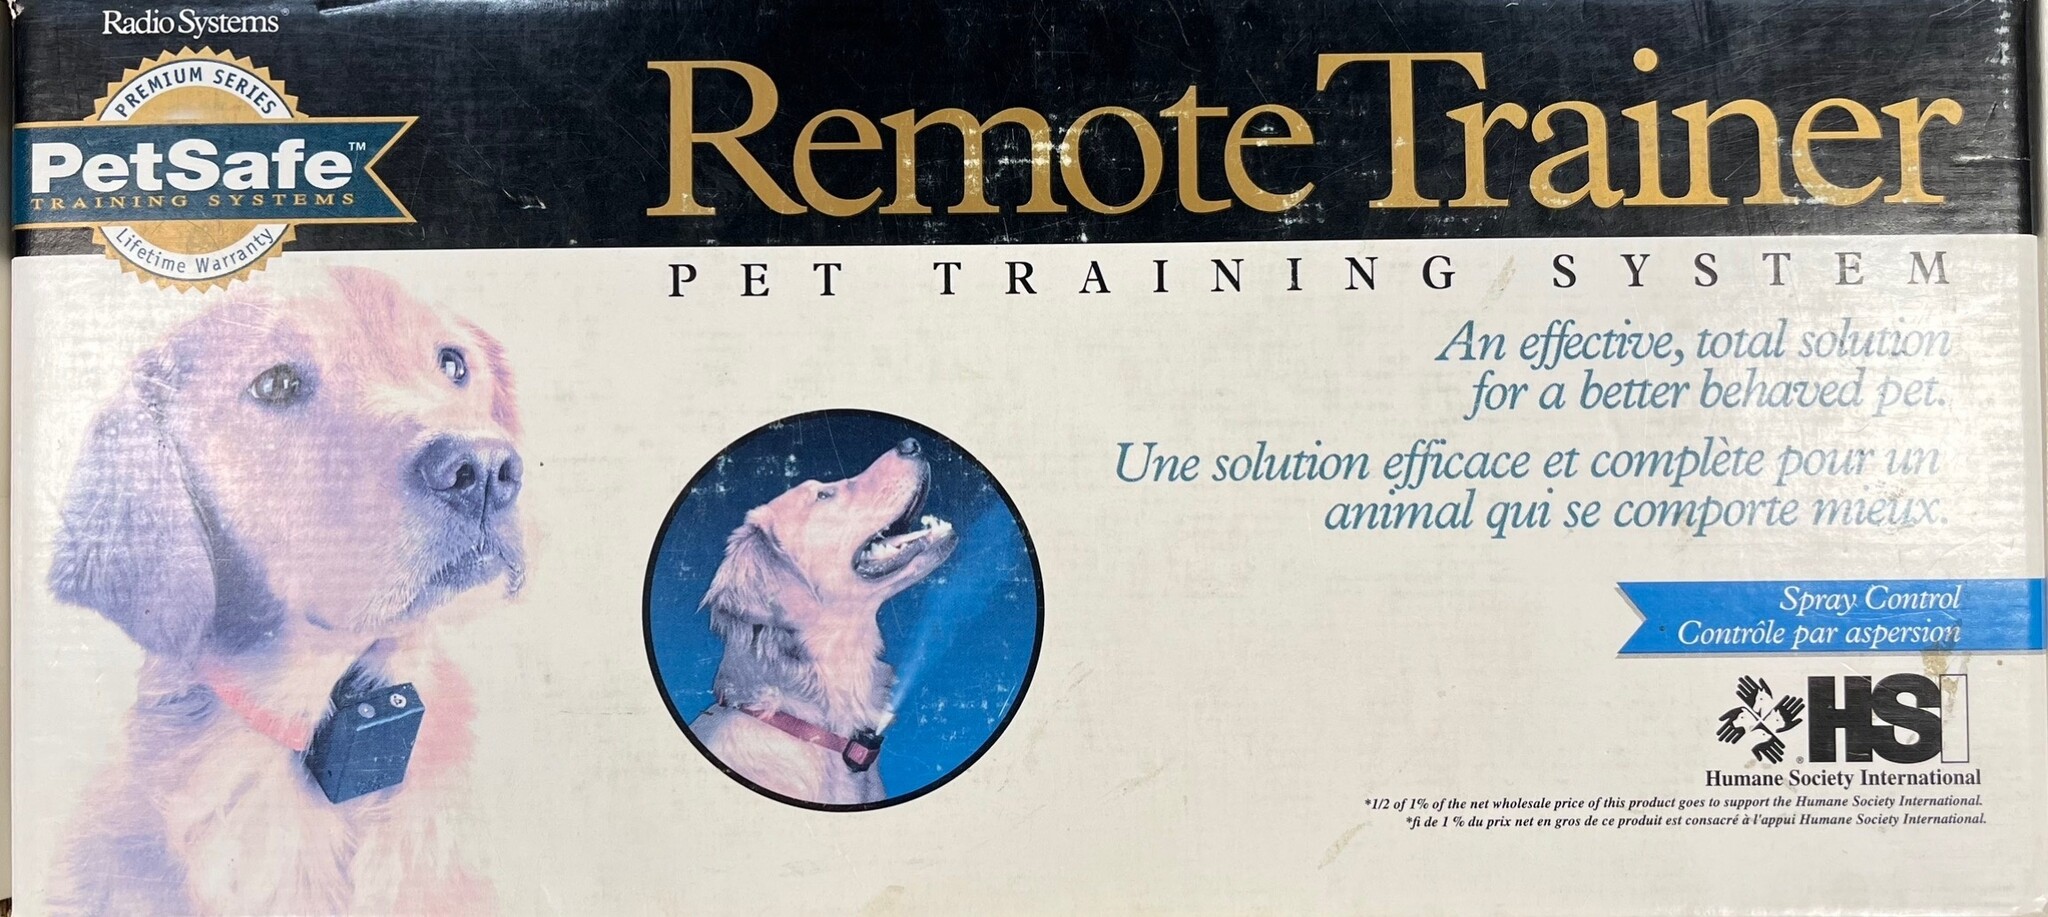 Radio Systems®
PREMIUM SERIES
PetSafe™
TRAINING SYSTEMS
Lifetime Warranty
Remote Trainer
PET TRAINING SYSTEM
An effective, total solution
for a better behaved pet.
Une solution efficace et complète pour un
animal qui se comporte mieux.
Spray Control
Contrôle par aspersion
®HSI
Humane Society International
*1/2 of 1% of the net wholesale price of this product goes to support the Humane Society International.
*fi de 1 % du prix net en gros de ce produit est consacré à l'appui Humane Society International.